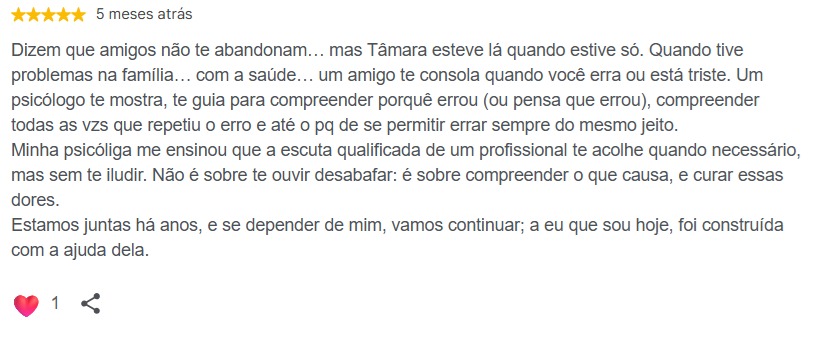 5 meses atrás
Dizem que amigos não te abandonam… mas Tâmara esteve lá quando estive só. Quando tive
problemas na família… com a saúde… um amigo te consola quando você erra ou está triste. Um
psicólogo te mostra, te guia para compreender porquê errou (ou pensa que errou), compreender
todas as vzs que repetiu o erro e até o pq de se permitir errar sempre do mesmo jeito.
Minha psicóliga me ensinou que a escuta qualificada de um profissional te acolhe quando necessário,
mas sem te iludir. Não é sobre te ouvir desabafar: é sobre compreender o que causa, e curar essas
dores.
Estamos juntas há anos, e se depender de mim, vamos continuar; a eu que sou hoje, foi construída
com a ajuda dela.
1